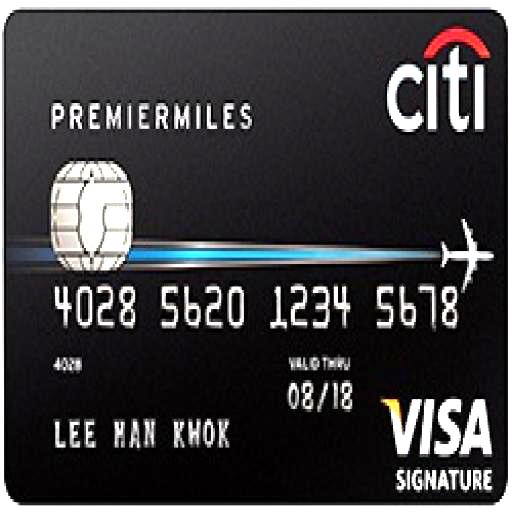 citi
PREMIERMILES
4028 5620 1234 5678
4028 VALID THRU
08/18
LEE MAN KWOK
VISA
SIGNATURE